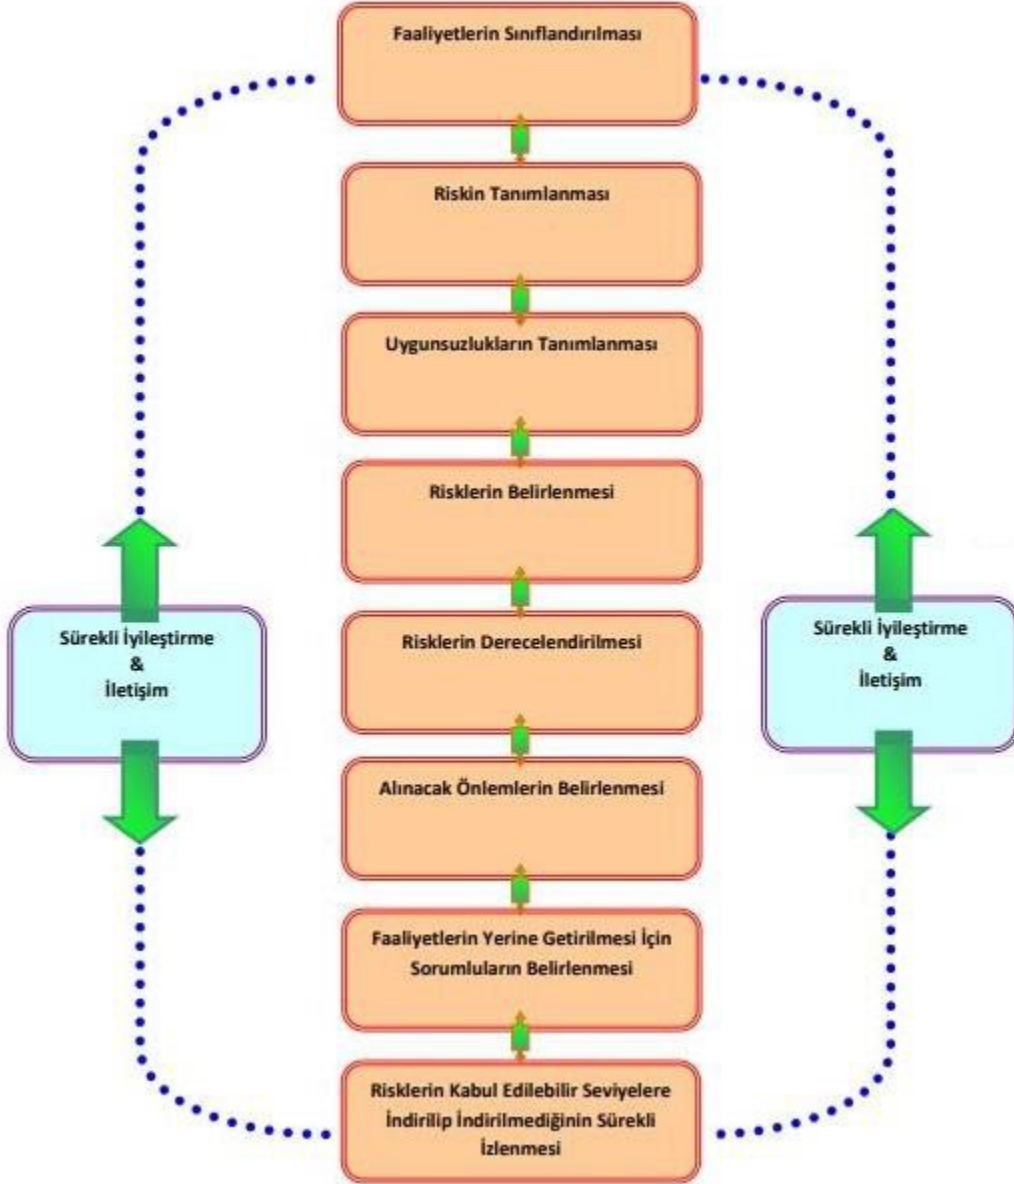 Faaliyetlerin Sınıflandırılması
Riskin Tanımlanması
Uygunsuzlukların Tanımlanması
Risklerin Belirlenmesi
Risklerin Derecelendirilmesi
Sürekli İyileştirme
&
İletişim
Sürekli İyileştirme
&
İletişim
Alınacak Önlemlerin Belirlenmesi
Faaliyetlerin Yerine Getirilmesi İçin
Sorumluların Belirlenmesi
Risklerin Kabul Edilebilir Seviyelere
İndirilip İndirilmediğinin Sürekli
İzlenmesi